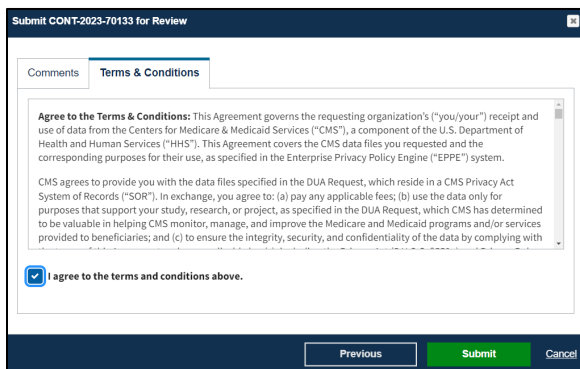 Submit CONT-2023-70133 for Review
Comments
Terms & Conditions
Agree to the Terms & Conditions: This Agreement governs the requesting organization's ("you/your") receipt and
use of data from the Centers for Medicare & Medicaid Services ("CMS"), a component of the U.S. Department of
Health and Human Services ("HHS"). This Agreement covers the CMS data files you requested and the
corresponding purposes for their use, as specified in the Enterprise Privacy Policy Engine ("EPPE") system.
CMS agrees to provide you with the data files specified in the DUA Request, which reside in a CMS Privacy Act
System of Records ("SOR"). In exchange, you agree to: (a) pay any applicable fees; (b) use the data only for
purposes that support your study, research, or project, as specified in the DUA Request, which CMS has determined
to be valuable in helping CMS monitor, manage, and improve the Medicare and Medicaid programs and/or services
provided to beneficiaries; and (c) to ensure the integrity, security, and confidentiality of the data by complying with
I agree to the terms and conditions above.
Previous
Submit
Cancel